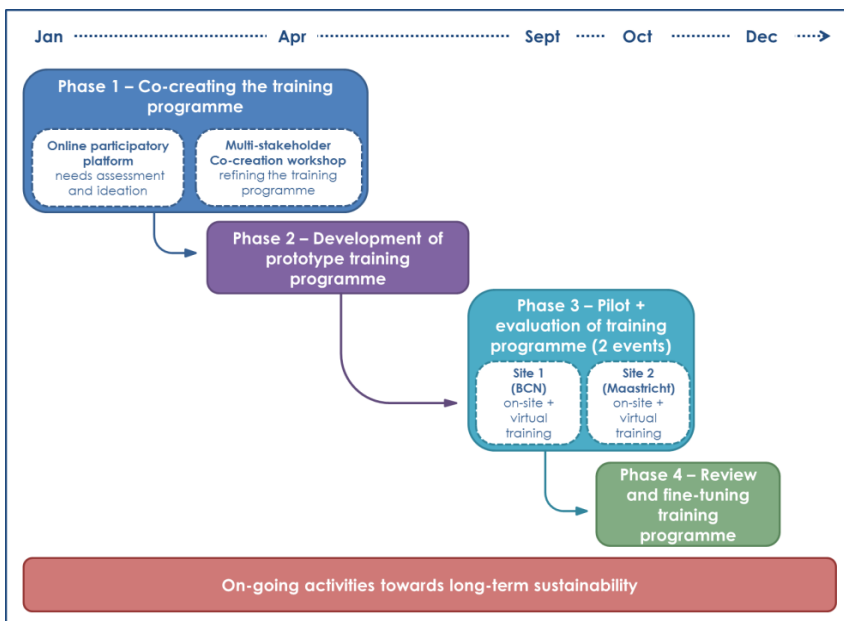 Jan
Apr
Sept
Oct
Dec
Phase 1 – Co-creating the training
programme
Online participatory
platform
needs assessment
and ideation
Multi-stakeholder
Co-creation workshop
refining the training
programme
Phase 2 – Development of
prototype training
programme
Phase 3 – Pilot +
evaluation of training
programme (2 events)
Site 1
(BCN)
on-site +
virtual
training
Site 2
(Maastricht)
on-site +
virtual
training
Phase 4 – Review
and fine-tuning
training
programme
On-going activities towards long-term sustainability